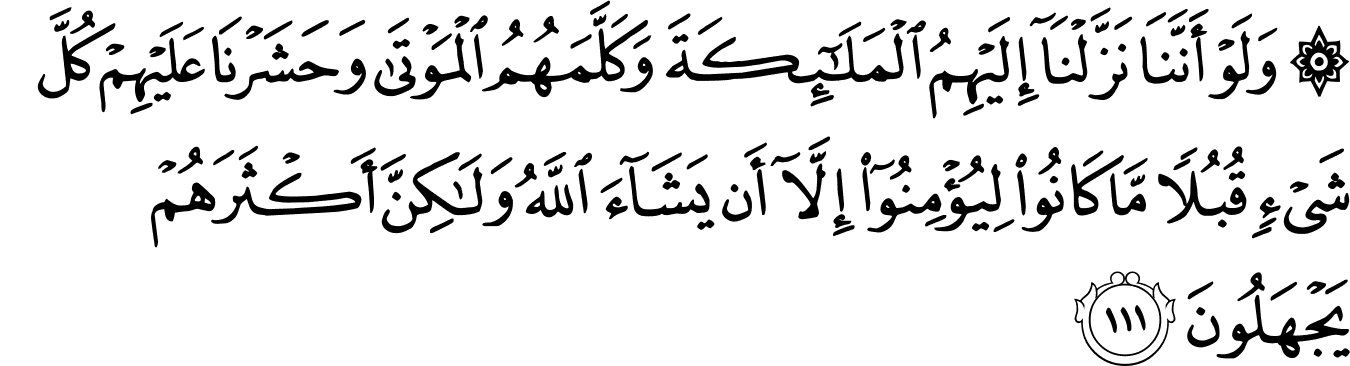 ۞ وَلَوْ أَنَّنَا نَزَّلْنَآ إِلَيْهِمُ ٱلْمَلَـٰٓئِكَةَ وَكَلَّمَهُمُ ٱلْمَوْتَىٰ وَحَشَرْنَا عَلَيْهِمْ كُلَّ
شَىْءٍ قُبُلًا مَّا كَانُوا۟ لِيُؤْمِنُوٓا۟ إِلَّآ أَن يَشَآءَ ٱللَّهُ وَلَـٰكِنَّ أَكْثَرَهُمْ
يَجْهَلُونَ ١١١